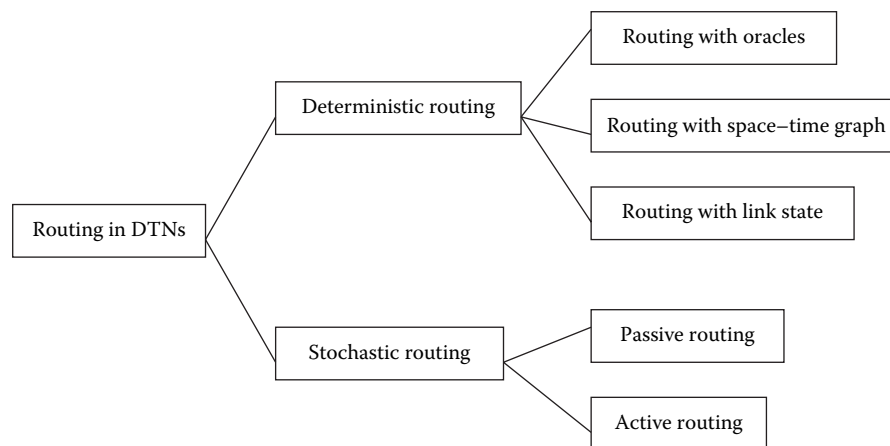 Routing in DTNs
Deterministic routing
Routing with oracles
Routing with space–time graph
Routing with link state
Stochastic routing
Passive routing
Active routing